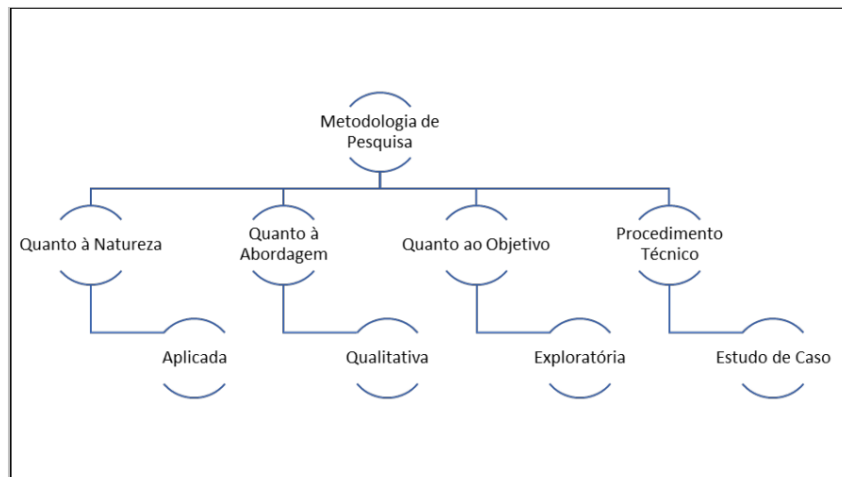 Metodologia de
Pesquisa
Quanto à Natureza
Quanto à
Abordagem
Quanto ao Objetivo
Procedimento
Técnico
Aplicada
Qualitativa
Exploratória
Estudo de Caso